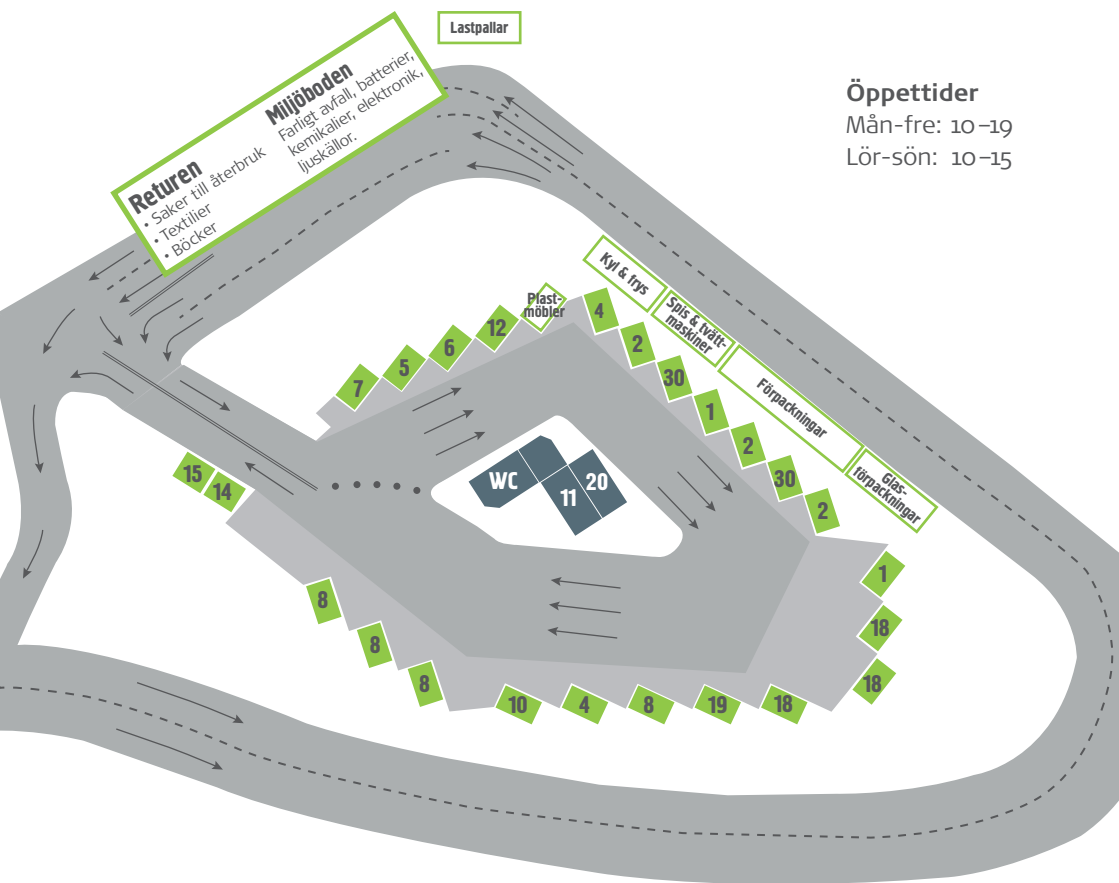 Lastpallar
Öppettider
Mån-fre: 10–19
Lör-sön: 10–15
Miljöboden
Farligt avfall, batterier,
kemikalier, elektronik,
ljuskällor.
Returen
• Saker till återbruk
• Textilier
• Böcker
Kyl & frys
Spis & tvätt-
maskiner
Förpackningar
Glas-
förpackningar
Plast-
möbler
7
5
6
12
4
2
30
1
2
30
2
1
18
18
18
19
8
4
10
8
8
8
14
15
WC
11
20